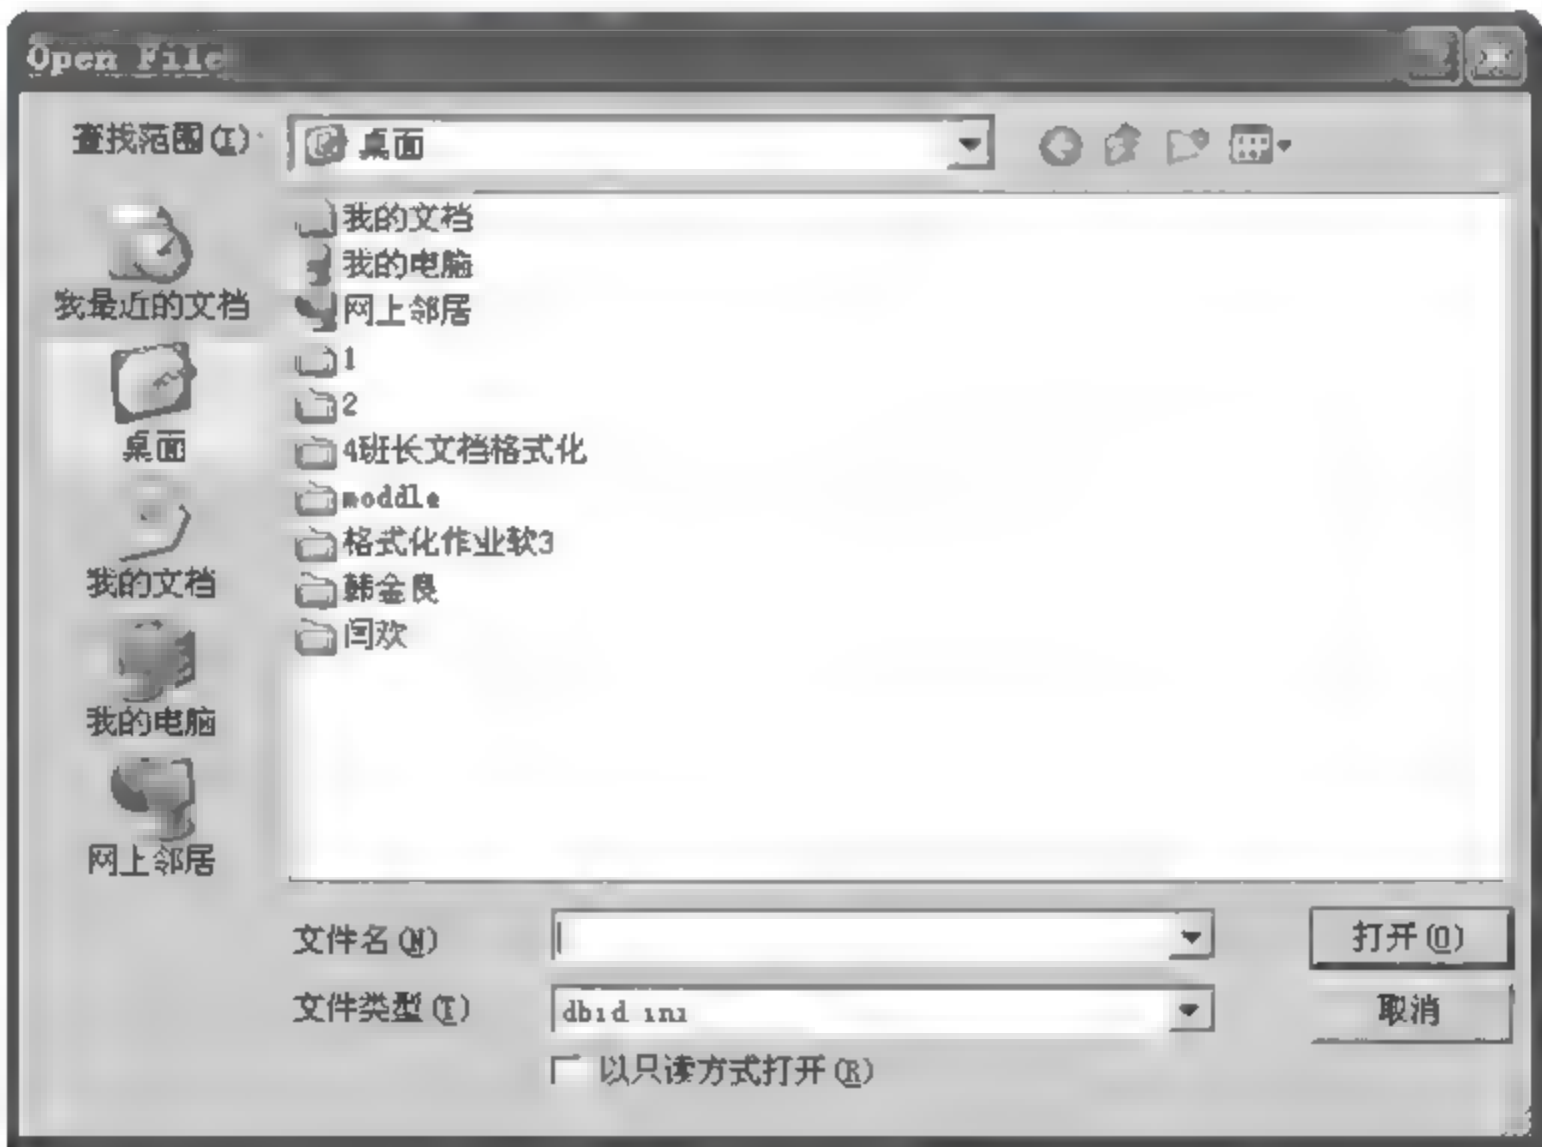 Open File
查找范围(I)
桌面
我的文档
我的电脑
网上邻居
1
2
4班长文档格式化
moddle
格式化作业软3
韩金良
闫欢
我最近的文档
桌面
我的文档
我的电脑
网上邻居
文件名(N)
打开(O)
文件类型(T)
dbid ini
取消
以只读方式打开(R)